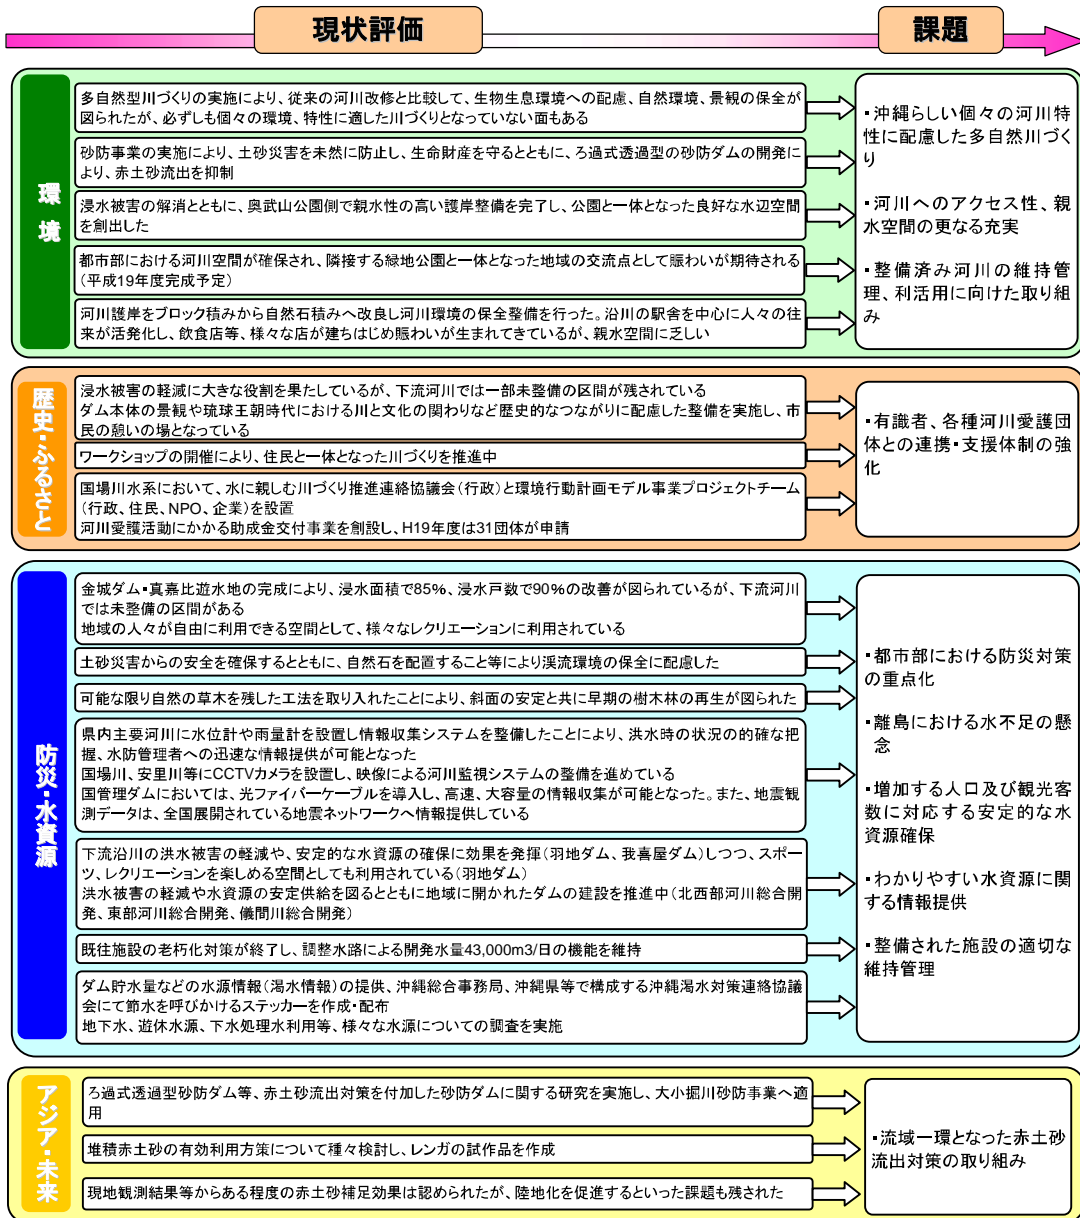 現状評価
課題
環境
多自然型川づくりの実施により、従来の河川改修と比較して、生物生息環境への配慮、自然環境、景観の保全が
図られたが、必ずしも個々の環境、特性に適した川づくりとなっていない面もある
砂防事業の実施により、土砂災害を未然に防止し、生命財産を守るとともに、ろ過式透過型の砂防ダムの開発に
より、赤土砂流出を抑制
浸水被害の解消とともに、奥武山公園側で親水性の高い護岸整備を完了し、公園と一体となった良好な水辺空間
を創出した
都市部における河川空間が確保され、隣接する緑地公園と一体となった地域の交流点として賑わいが期待される
(平成19年度完成予定)
河川護岸をブロック積みから自然石積みへ改良し河川環境の保全整備を行った。沿川の駅舎を中心に人々の往
来が活発化し、飲食店等、様々な店が建ちはじめ賑わいが生まれてきているが、親水空間に乏しい
・沖縄らしい個々の河川特
性に配慮した多自然川づく
り
・河川へのアクセス性、親
水空間の更なる充実
・整備済み河川の維持管
理、利活用に向けた取り組
み
歴史・ふるさと
浸水被害の軽減に大きな役割を果たしているが、下流河川では一部未整備の区間が残されている
ダム本体の景観や琉球王朝時代における川と文化の関わりなど歴史的なつながりに配慮した整備を実施し、市
民の憩いの場となっている
ワークショップの開催により、住民と一体となった川づくりを推進中
国場川水系において、水に親しむ川づくり推進連絡協議会(行政)と環境行動計画モデル事業プロジェクトチーム
(行政、住民、NPO、企業)を設置
河川愛護活動にかかる助成金交付事業を創設し、H19年度は31団体が申請
・有識者、各種河川愛護団
体との連携・支援体制の強
化
防災・水資源
金城ダム・真嘉比遊水地の完成により、浸水面積で85%、浸水戸数で90%の改善が図られているが、下流河川
では未整備の区間がある
地域の人々が自由に利用できる空間として、様々なレクリエーションに利用されている
土砂災害からの安全を確保するとともに、自然石を配置すること等により渓流環境の保全に配慮した
可能な限り自然の草木を残した工法を取り入れたことにより、斜面の安定と共に早期の樹木林の再生が図られた
県内主要河川に水位計や雨量計を設置し情報収集システムを整備したことにより、洪水時の状況の的確な把
握、水防管理者への迅速な情報提供が可能となった
国場川、安里川等にCCTVカメラを設置し、映像による河川監視システムの整備を進めている
国管理ダムにおいては、光ファイバーケーブルを導入し、高速、大容量の情報収集が可能となった。また、地震観
測データは、全国展開されている地震ネットワークへ情報提供している
下流沿川の洪水被害の軽減や、安定的な水資源の確保に効果を発揮(羽地ダム、我喜屋ダム)しつつ、スポー
ツ、レクリエーションを楽しめる空間としても利用されている(羽地ダム)
洪水被害の軽減や水資源の安定供給を図るとともに地域に開かれたダムの建設を推進中(北西部河川総合開
発、東部河川総合開発、儀間川総合開発)
既往施設の老朽化対策が終了し、調整水路による開発水量43,000m3/日の機能を維持
ダム貯水量などの水源情報(渇水情報)の提供、沖縄総合事務局、沖縄県等で構成する沖縄渇水対策連絡協議
会にて節水を呼びかけるステッカーを作成・配布
地下水、遊休水源、下水処理水利用等、様々な水源についての調査を実施
・都市部における防災対策
の重点化
・離島における水不足の懸
念
・増加する人口及び観光客
数に対応する安定的な水
資源確保
・わかりやすい水資源に関
する情報提供
・整備された施設の適切な
維持管理
アジア・未来
ろ過式透過型砂防ダム等、赤土砂流出対策を付加した砂防ダムに関する研究を実施し、大小堀川砂防事業へ適
用
堆積赤土砂の有効利用方策について種々検討し、レンガの試作品を作成
現地観測結果等からある程度の赤土砂補足効果は認められたが、陸地化を促進するといった課題も残された
・流域一環となった赤土砂
流出対策の取り組み